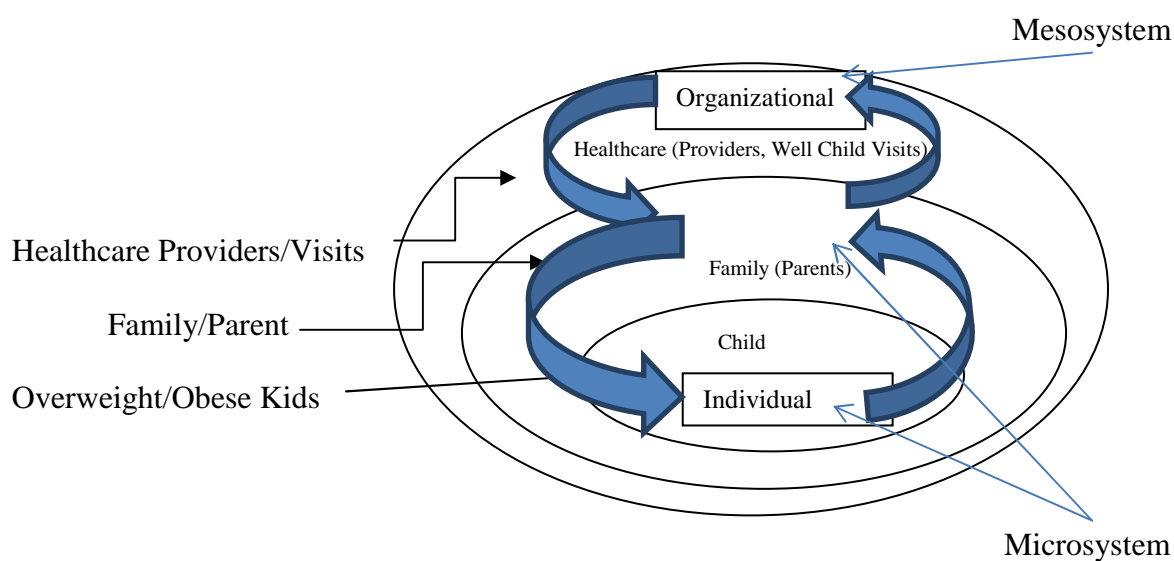 Mesosystem
Organizational
Healthcare (Providers, Well Child Visits)
Healthcare Providers/Visits
Family (Parents)
Family/Parent
Child
Overweight/Obese Kids
Individual
Microsystem